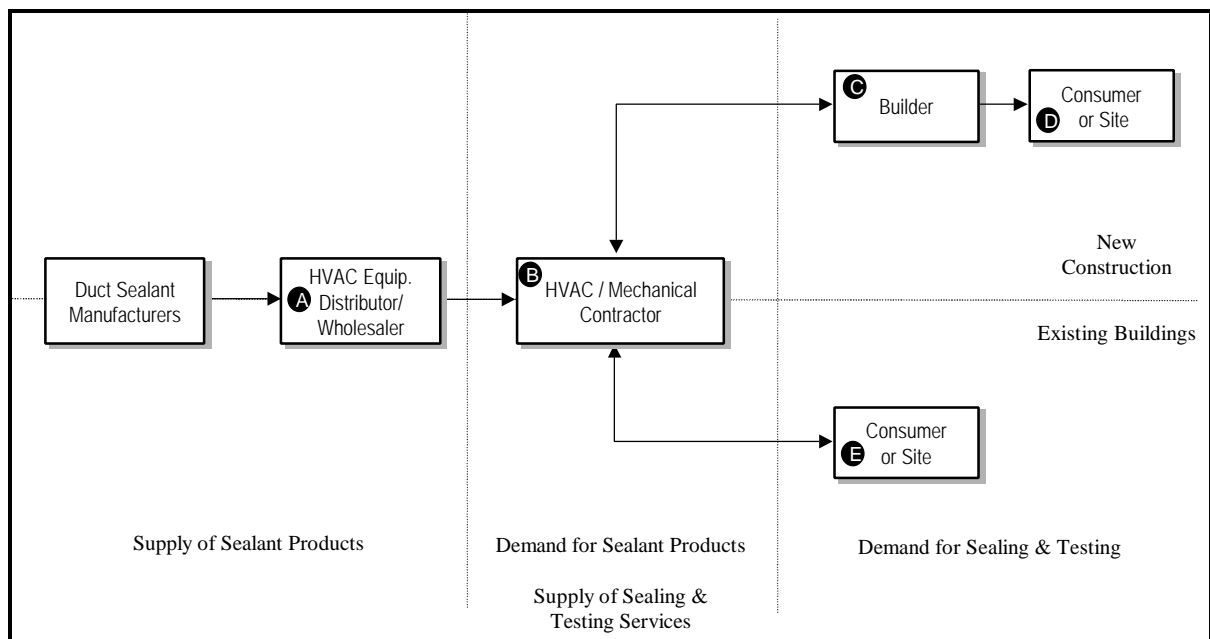 C
Builder
Consumer
D
or Site
New
Construction
Duct Sealant
Manufacturers
HVAC Equip.
A
Distributor/
Wholesaler
B
HVAC / Mechanical
Contractor
Existing Buildings
Consumer
E
or Site
Supply of Sealant Products
Demand for Sealant Products
Supply of Sealing &
Testing Services
Demand for Sealing & Testing